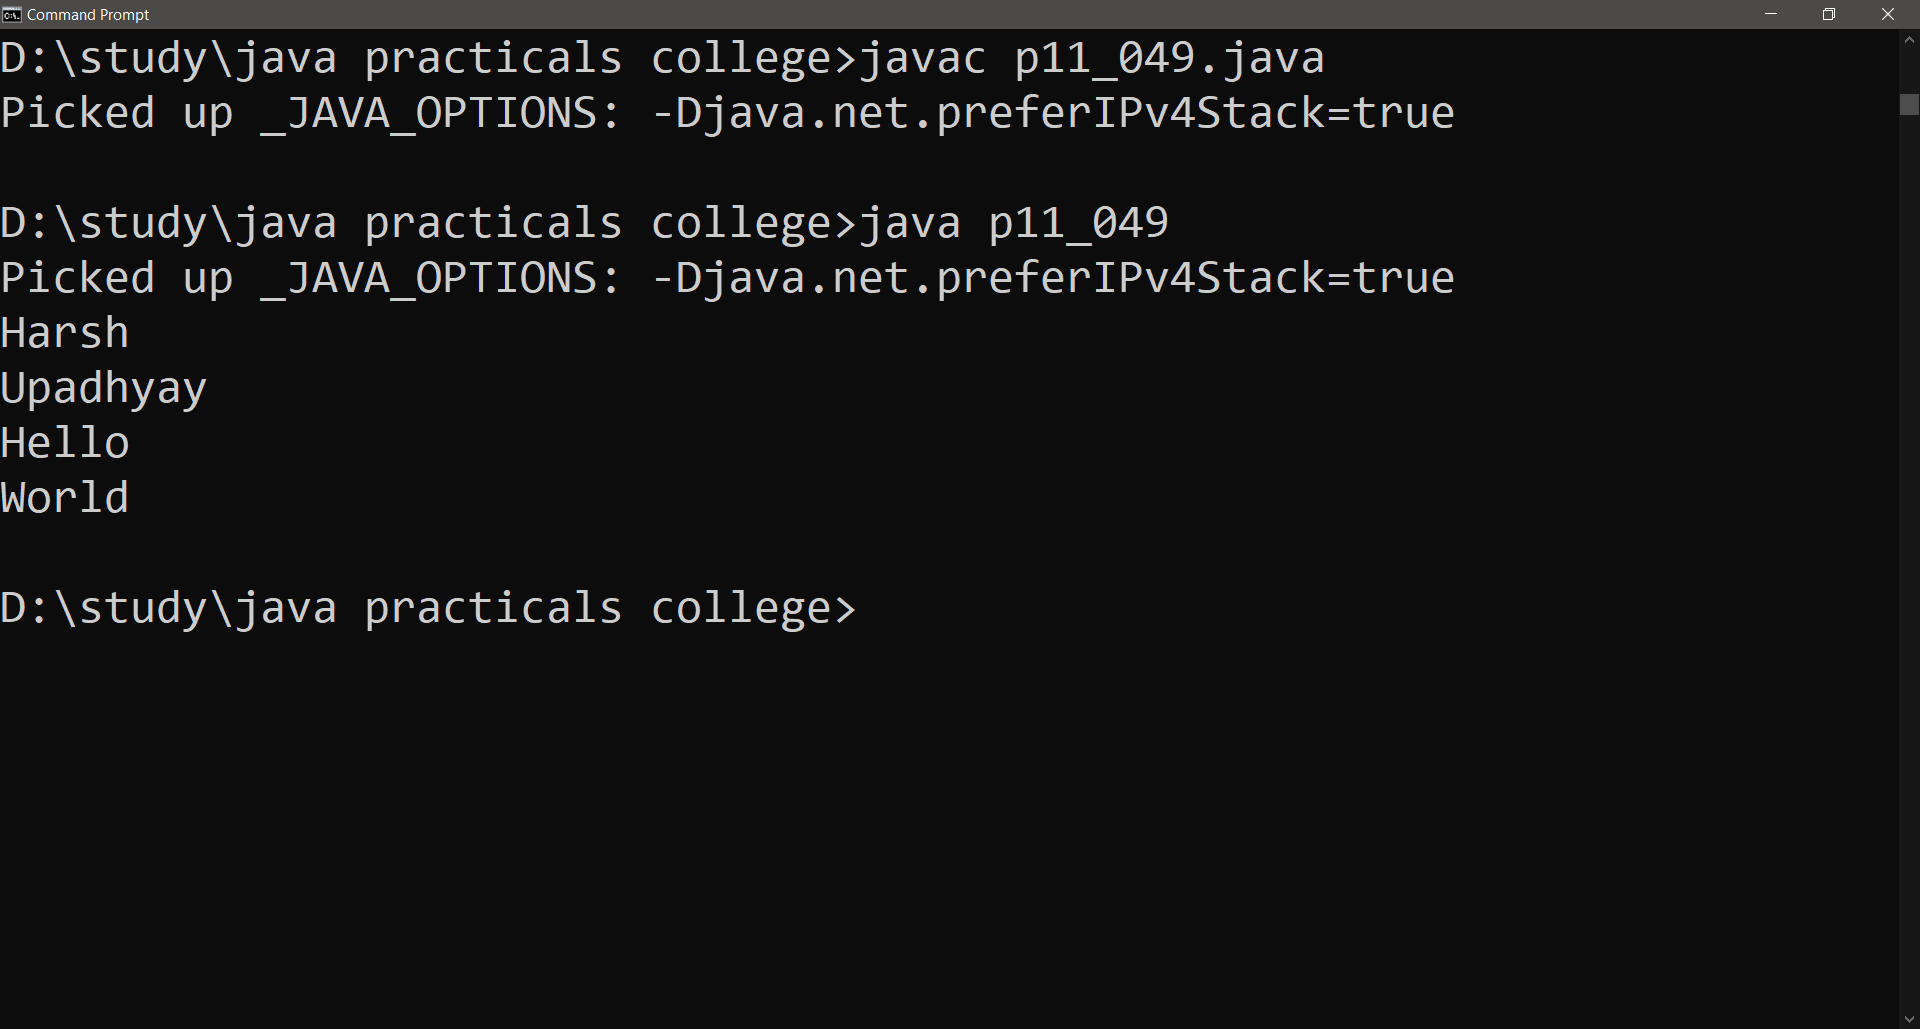 Command Prompt
D:\study\java practicals college>javac p11_049.java
Picked up _JAVA_OPTIONS: -Djava.net.preferIPv4Stack=true
D:\study\java practicals college>java p11_049
Picked up _JAVA_OPTIONS: -Djava.net.preferIPv4Stack=true
Harsh
Upadhyay
Hello
World
D:\study\java practicals college>